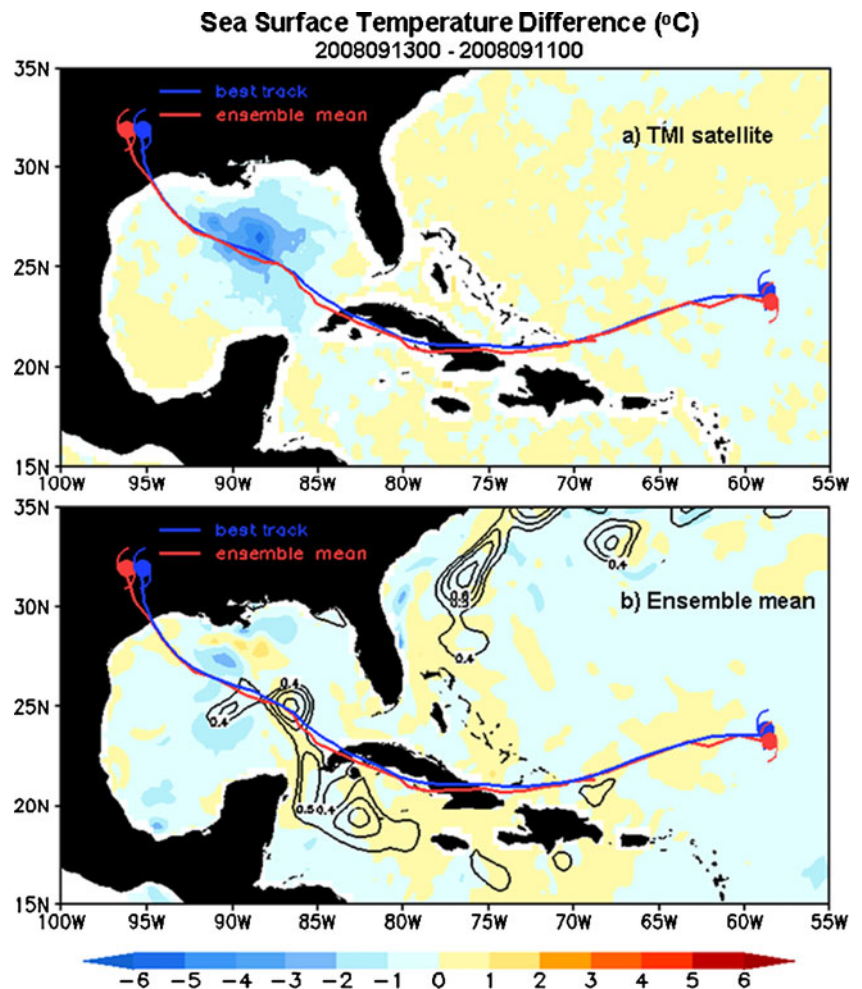 Sea Surface Temperature Difference (°C)
2008091300 - 2008091100
35N
best track
ensemble mean
a) TMI satellite
30N
25N
20N
15N
100W 95W 90W 85W 80W 75W 70W 65W 60W 55W
35N
best track
ensemble mean
0.4
0.4
30N
b) Ensemble mean
0.4
25N
0.4
0.4
20N
0.5 0.4
15N
100W 95W 90W 85W 80W 75W 70W 65W 60W 55W
-6 -5 -4 -3 -2 -1 0 1 2 3 4 5 6